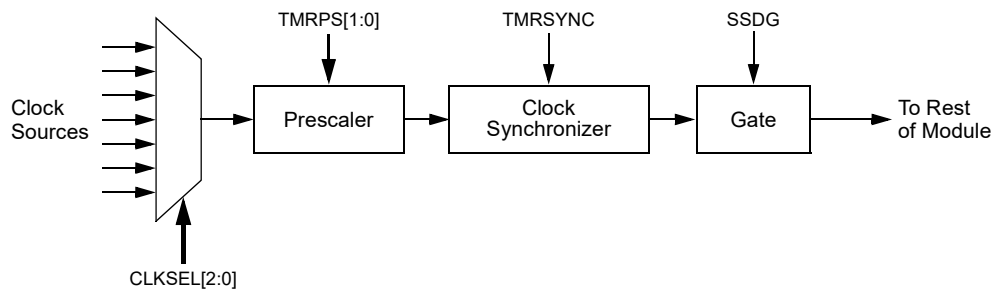 TMRPS[1:0]
TMRSYNC
SSDG
Clock
Sources
Prescaler
Clock
Synchronizer
Gate
To Rest
of Module
CLKSEL[2:0]